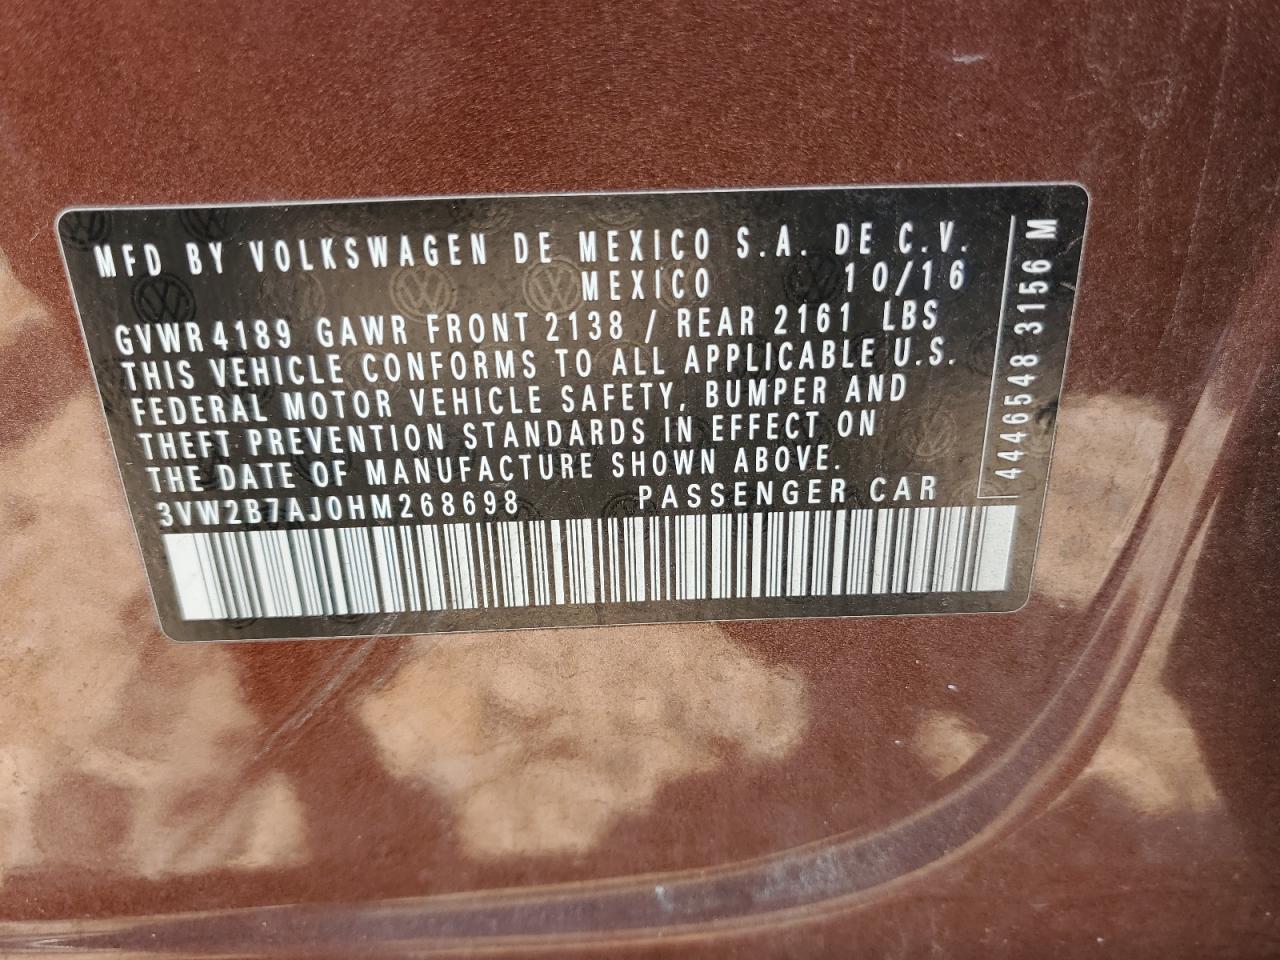 MFD BY VOLKSWAGEN DE MEXICO S.A. DE C.V.
MEXICO 10/16
GVWR 4189 GAWR FRONT 2138 / REAR 2161 LBS
THIS VEHICLE CONFORMS TO ALL APPLICABLE U.S.
FEDERAL MOTOR VEHICLE SAFETY, BUMPER AND
THEFT PREVENTION STANDARDS IN EFFECT ON
THE DATE OF MANUFACTURE SHOWN ABOVE.
3VW2B7AJ0HM268698 PASSENGER CAR
4446548 3156 M